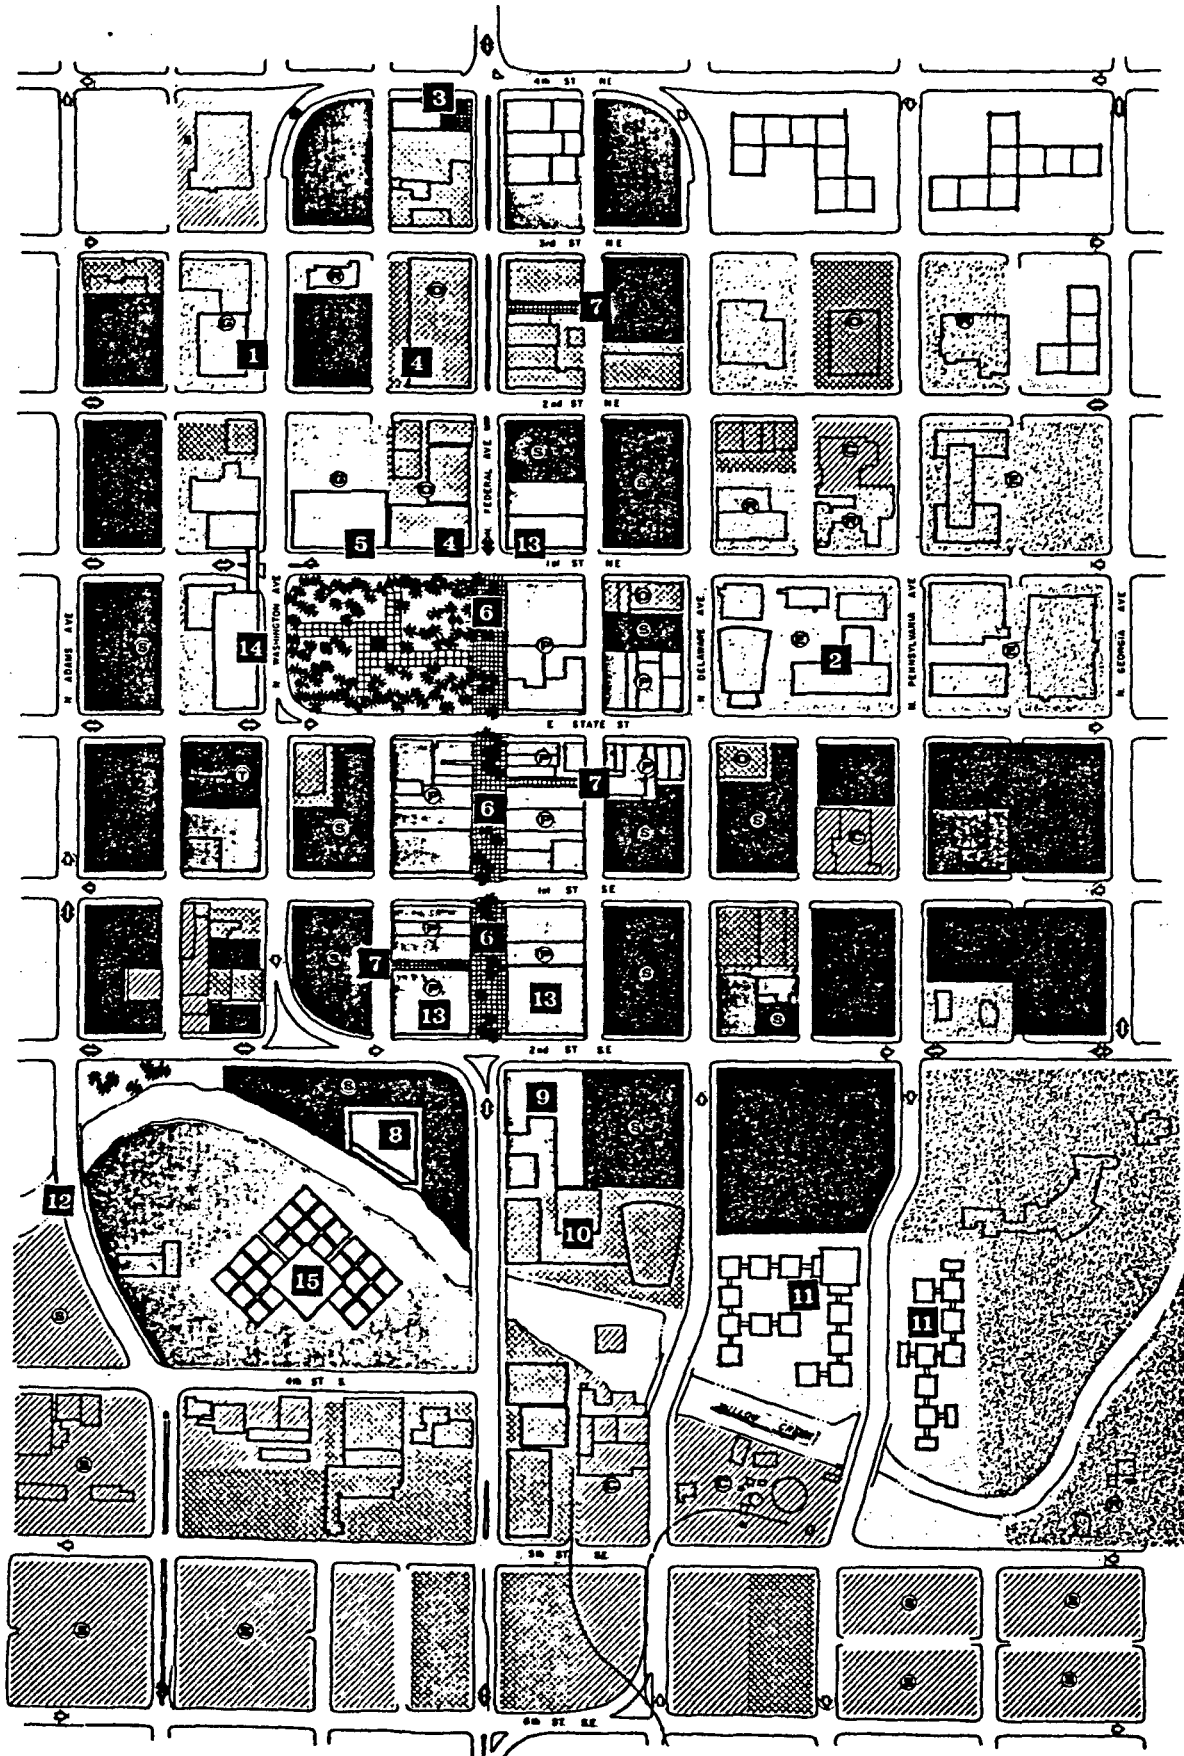 4th ST NE
3
3rd ST NE
7
1
4
2nd ST NE
N. FEDERAL AVE
5
4
13
1st ST NE
N ADAMS AVE
N WASHINGTON AVE
6
14
2
N DELAWARE AVE.
N. PENNSYLVANIA AVE
N. GEORGIA AVE
E STATE ST
7
6
1st ST SE
6
7
13
13
2nd ST SE
9
8
12
10
15
11
11
4th ST S.
WILLOW CREEK
5th ST. S.E.
6th ST. S.E.